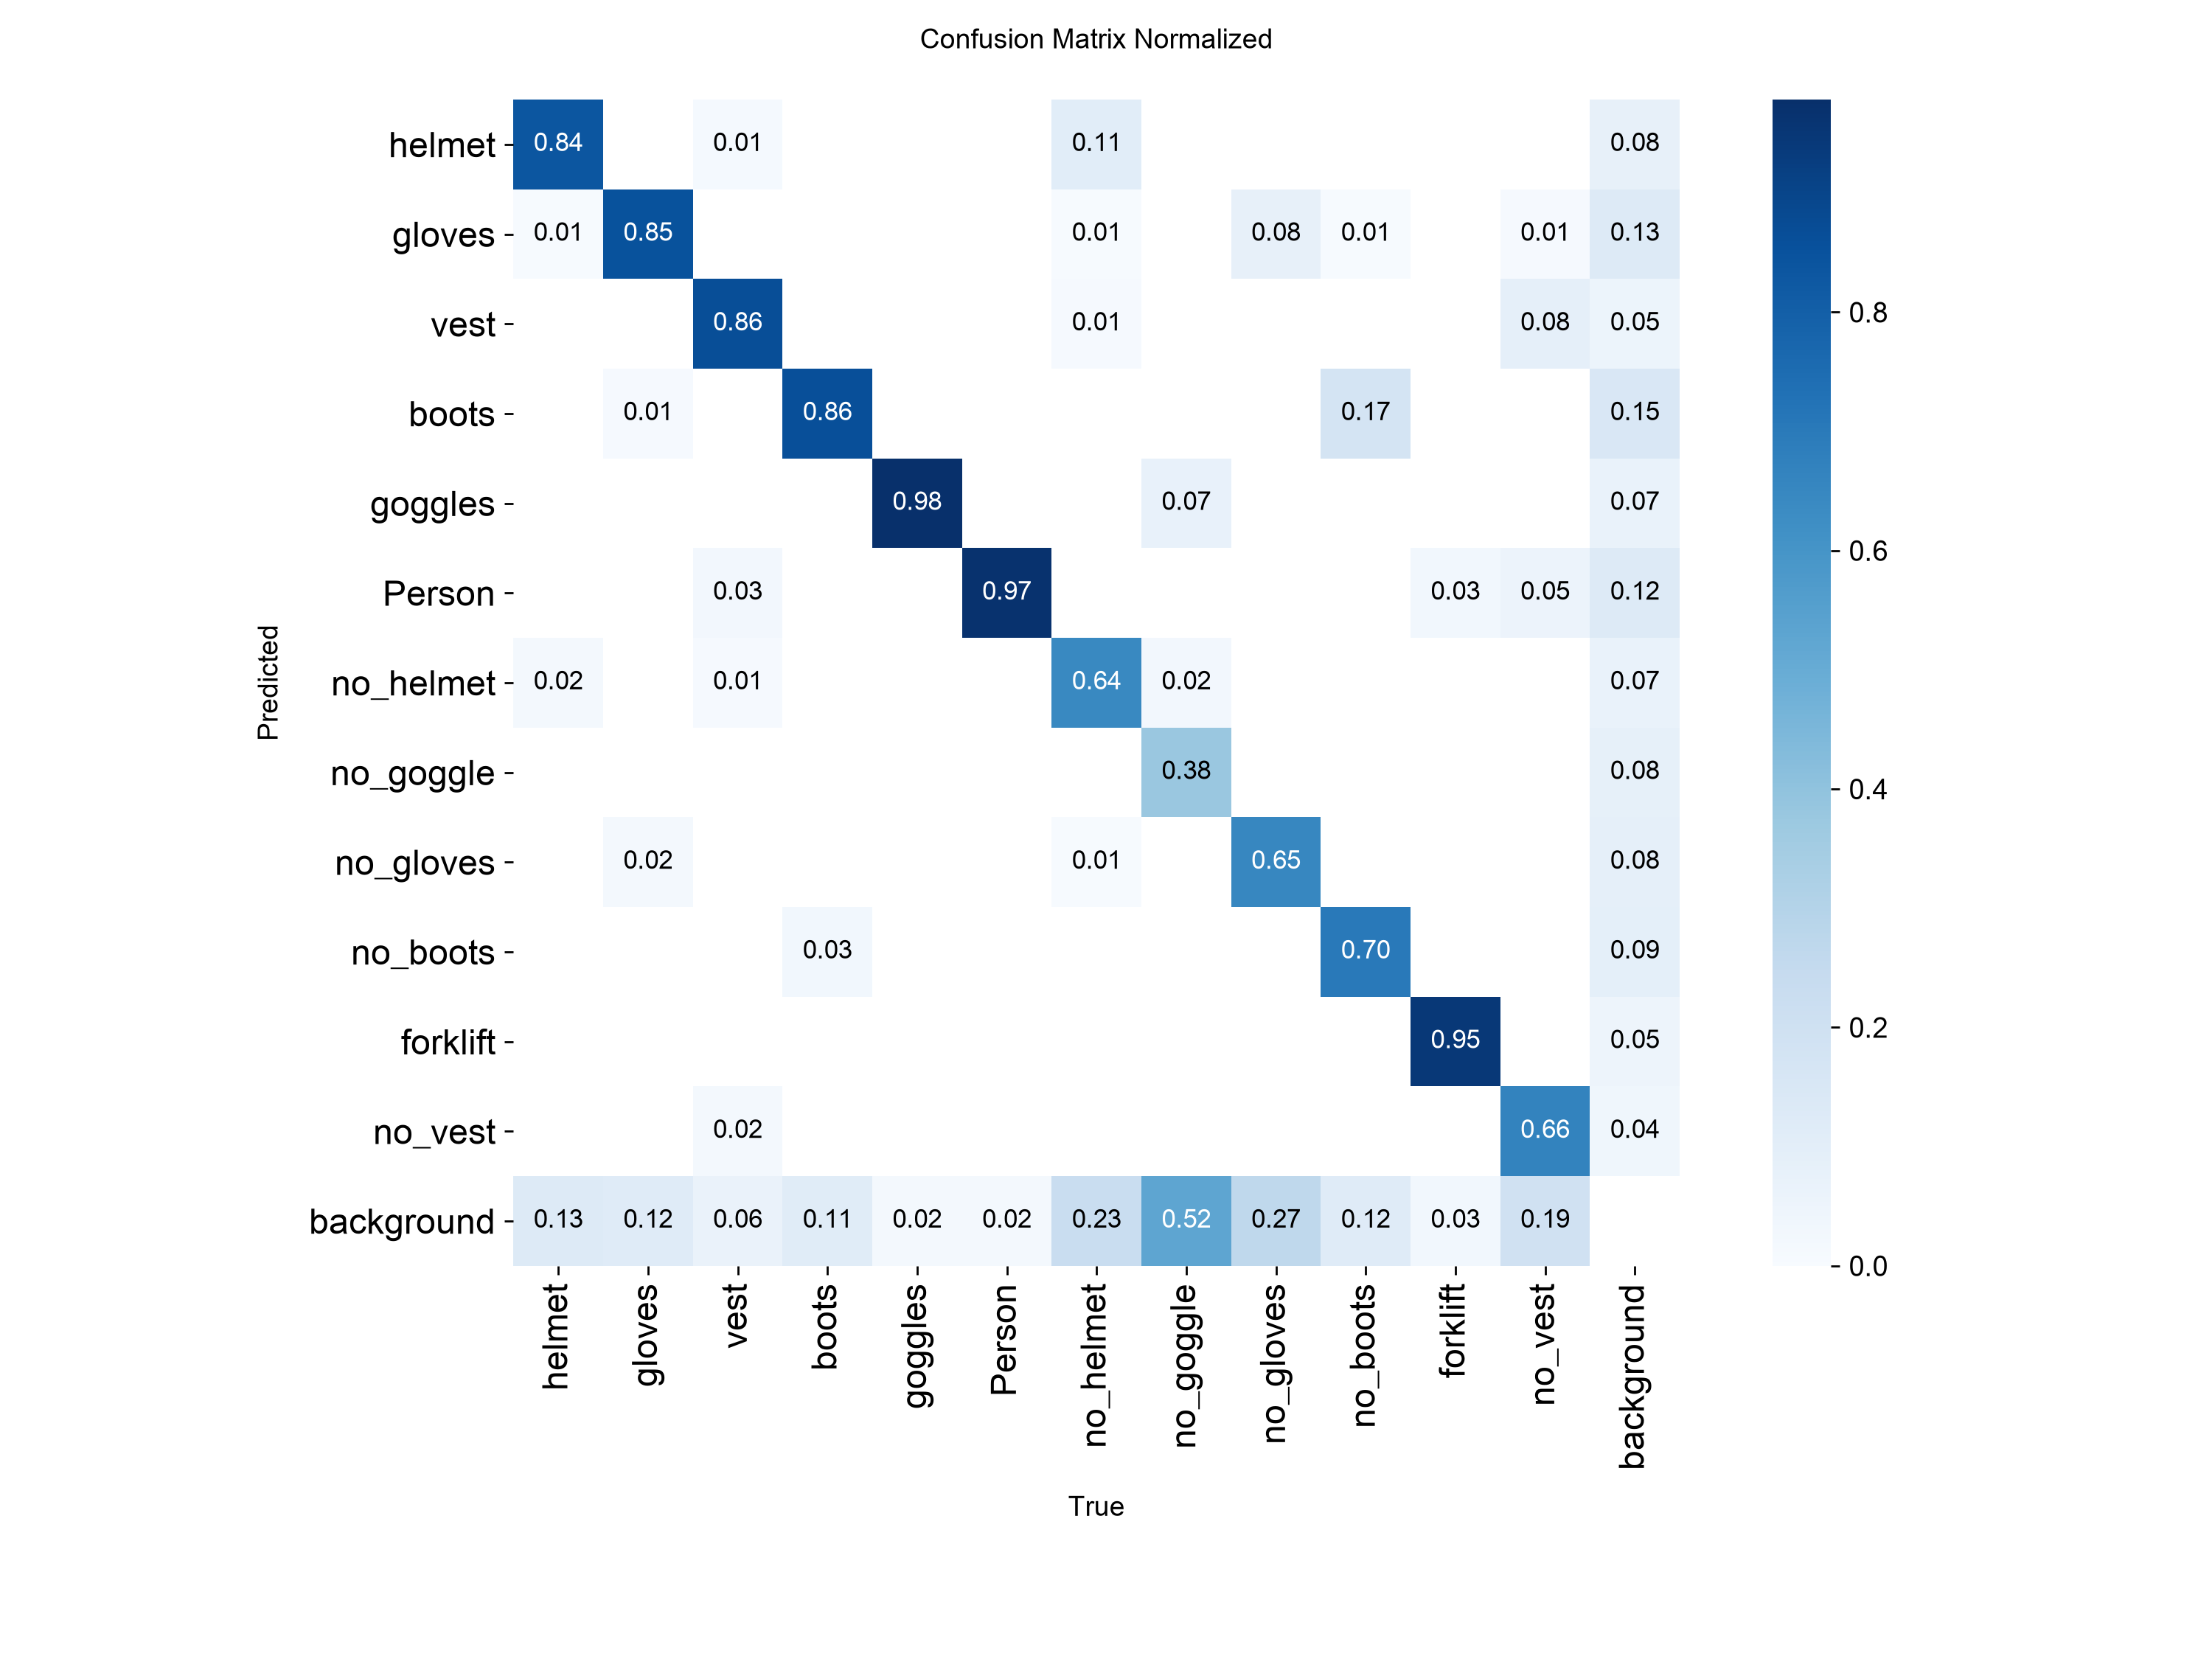 Confusion Matrix Normalized
helmet 0.84 0.01 0.11 0.08
gloves 0.01 0.85 0.01 0.08 0.01 0.01 0.13
vest 0.86 0.01 0.08 0.05
0.8
boots 0.01 0.86 0.17 0.15
goggles 0.98 0.07 0.07
0.6
Person 0.03 0.97 0.03 0.05 0.12
Predicted
no_helmet 0.02 0.01 0.64 0.02 0.07
no_goggle 0.38 0.08
0.4
no_gloves 0.02 0.01 0.65 0.08
no_boots 0.03 0.70 0.09
0.2
forklift 0.95 0.05
no_vest 0.02 0.66 0.04
background 0.13 0.12 0.06 0.11 0.02 0.02 0.23 0.52 0.27 0.12 0.03 0.19
0.0
helmet
gloves
vest
boots
goggles
Person
no_helmet
no_goggle
no_gloves
no_boots
forklift
no_vest
background
True